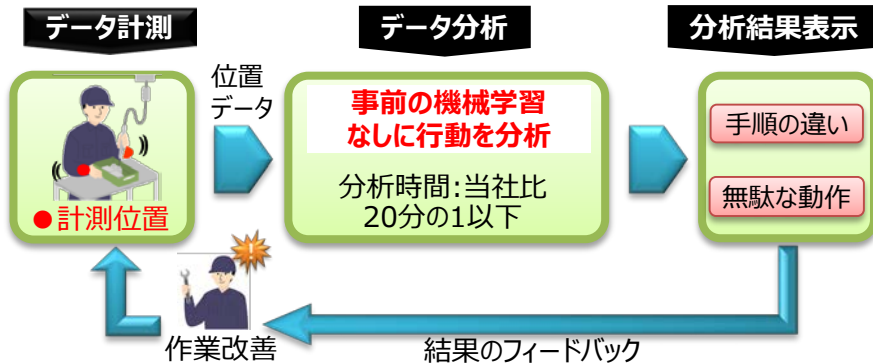 データ計測
データ分析
分析結果表示
位置
データ
事前の機械学習
なしに行動を分析
分析時間:当社比
20分の1以下
手順の違い
無駄な動作
●計測位置
!
作業改善
結果のフィードバック